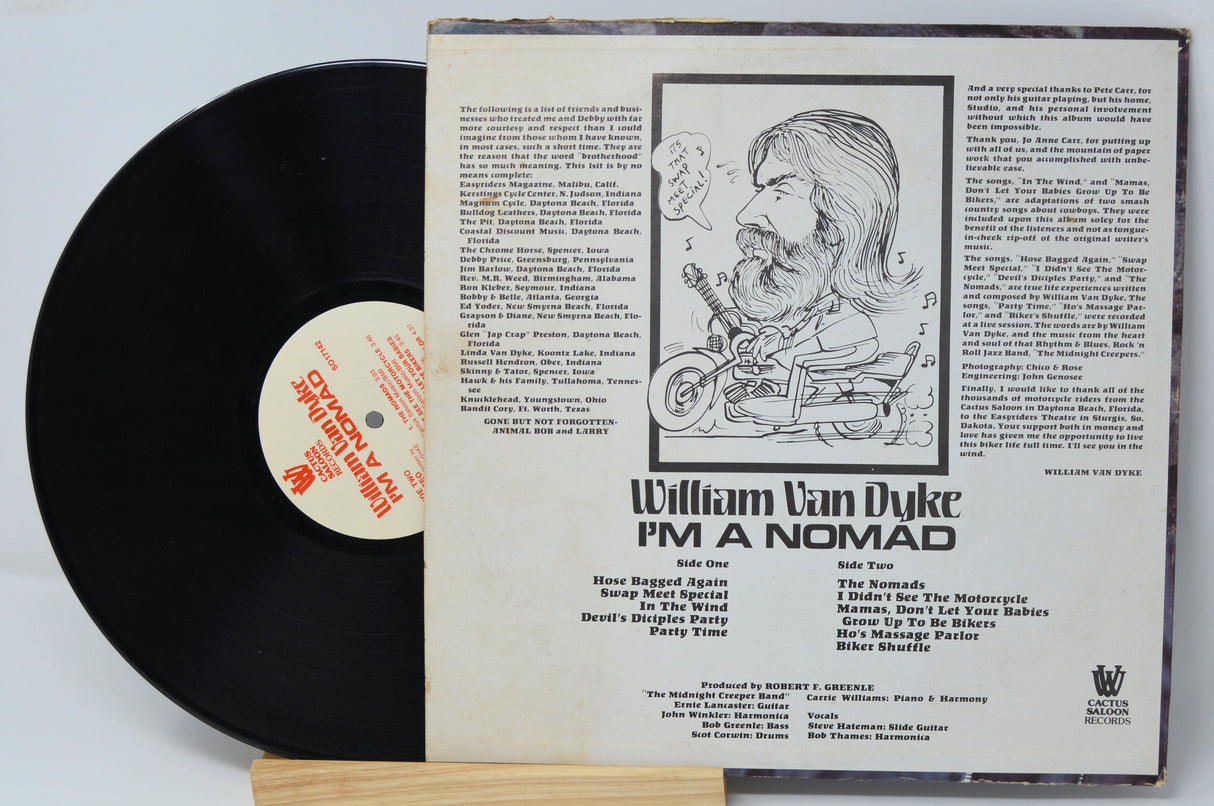 The following is a list of friends and busi-
nesses who treated me and Debby with far
more courtesy and respect than I could
imagine from those whom I have known,
in most cases, such a short time. They are
the reason that the word "brotherhood"
has so much meaning. This lsit is by no
means complete:
Easyriders Magazine, Malibu, Calif.
Kerstings Cycle Center, N. Judson, Indiana
Magnum Cycle, Daytona Beach, Florida
Bulldog Leathers, Daytona Beach, Florida
The Pit, Daytona Beach, Florida
Coastal Discount Music, Daytona Beach,
Florida
The Chrome Horse, Spencer, Iowa
Debby Price, Greensburg, Pennsylvania
Jim Barlow, Daytona Beach, Florida
Rev. M.R. Weed, Birmingham, Alabama
Ron Kleber, Seymour, Indiana
Bobby & Belle, Atlanta, Georgia
Ed Yoder, New Smyrna Beach, Florida
Grayson & Diane, New Smyrna Beach, Flo-
rida
Glen "Jap Crap" Preston, Daytona Beach,
Florida
Linda Van Dyke, Koontz Lake, Indiana
Russell Hendron, Ober, Indiana
Skinny & Tator, Spencer, Iowa
Hawk & his Family, Tullahoma, Tennes-
see
Knucklehead, Youngstown, Ohio
Bandit Cory, Ft. Worth, Texas
GONE BUT NOT FORGOTTEN-
ANIMAL BOB and LARRY
IT'S
THAT
SWAP
MEET
SPECIAL!
And a very special thanks to Pete Carr, for
not only his guitar playing, but his home,
Studio, and his personal involvement
without which this album would have
been impossible.
Thank you, Jo Anne Carr, for putting up
with all of us, and the mountain of paper
work that you accomplished with unbe-
lievable ease.
The songs, "In The Wind," and "Mamas,
Don't Let Your Babies Grow Up To Be
Bikers," are adaptations of two smash
country songs about cowboys. They were
included upon this album soley for the
benefit of the listeners and not as tongue-
in-cheek rip-off of the original writer's
music.
The songs, "Hose Bagged Again," "Swap
Meet Special," "I Didn't See The Motor-
cycle," "Devil's Diciples Party," and "The
Nomads," are true life experiences written
and composed by William Van Dyke. The
songs, "Party Time," "Ho's Massage Par-
lor," and "Biker's Shuffle," were recorded
at a live session. The words are by William
Van Dyke, and the music from the heart
and soul of that Rhythm & Blues, Rock'n
Roll Jazz Band, "The Midnight Creepers."
Photography: Chico & Rose
Engineering: John Genosee
Finally, I would like to thank all of the
thousands of motorcycle riders from the
Cactus Saloon in Daytona Beach, Florida,
to the Easyriders Theatre in Sturgis, So.
Dakota. Your support both in money and
love has given me the opportunity to live
this biker life full time. I'll see you in the
wind.
WILLIAM VAN DYKE
William Van Dyke
I'M A NOMAD
Side One
Hose Bagged Again
Swap Meet Special
In The Wind
Devil's Diciples Party
Party Time
Side Two
The Nomads
I Didn't See The Motorcycle
Mamas, Don't Let Your Babies
Grow Up To Be Bikers
Ho's Massage Parlor
Biker Shuffle
Produced by ROBERT F. GREENLE
"The Midnight Creeper Band"
Ernie Lancaster: Guitar
John Winkler: Harmonica
Bob Greenle: Bass
Scot Corwin: Drums
Carrie Williams: Piano & Harmony
Vocals
Steve Hateman: Slide Guitar
Bob Thames: Harmonica
CACTUS
SALOON
RECORDS
CACTUS
SALOON
RECORDS
William Van Dyke
I'M A NOMAD
SO17142
1. THE NOMADS 3:03